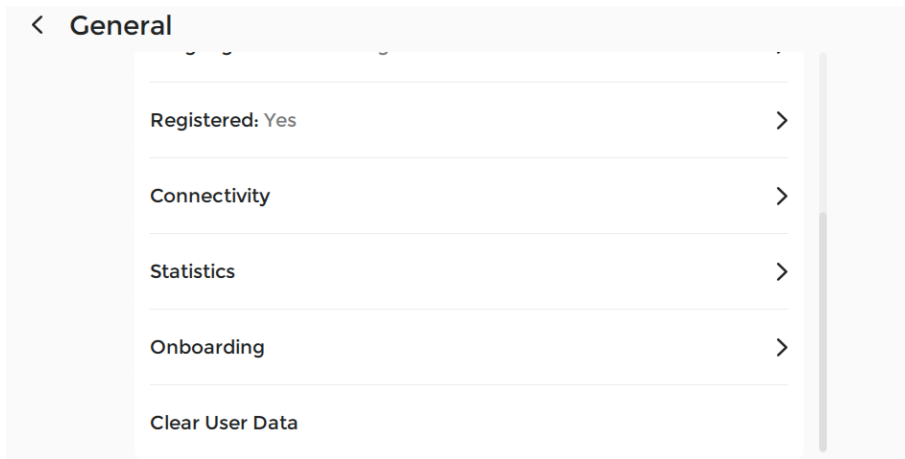 General
Registered: Yes
Connectivity
Statistics
Onboarding
Clear User Data